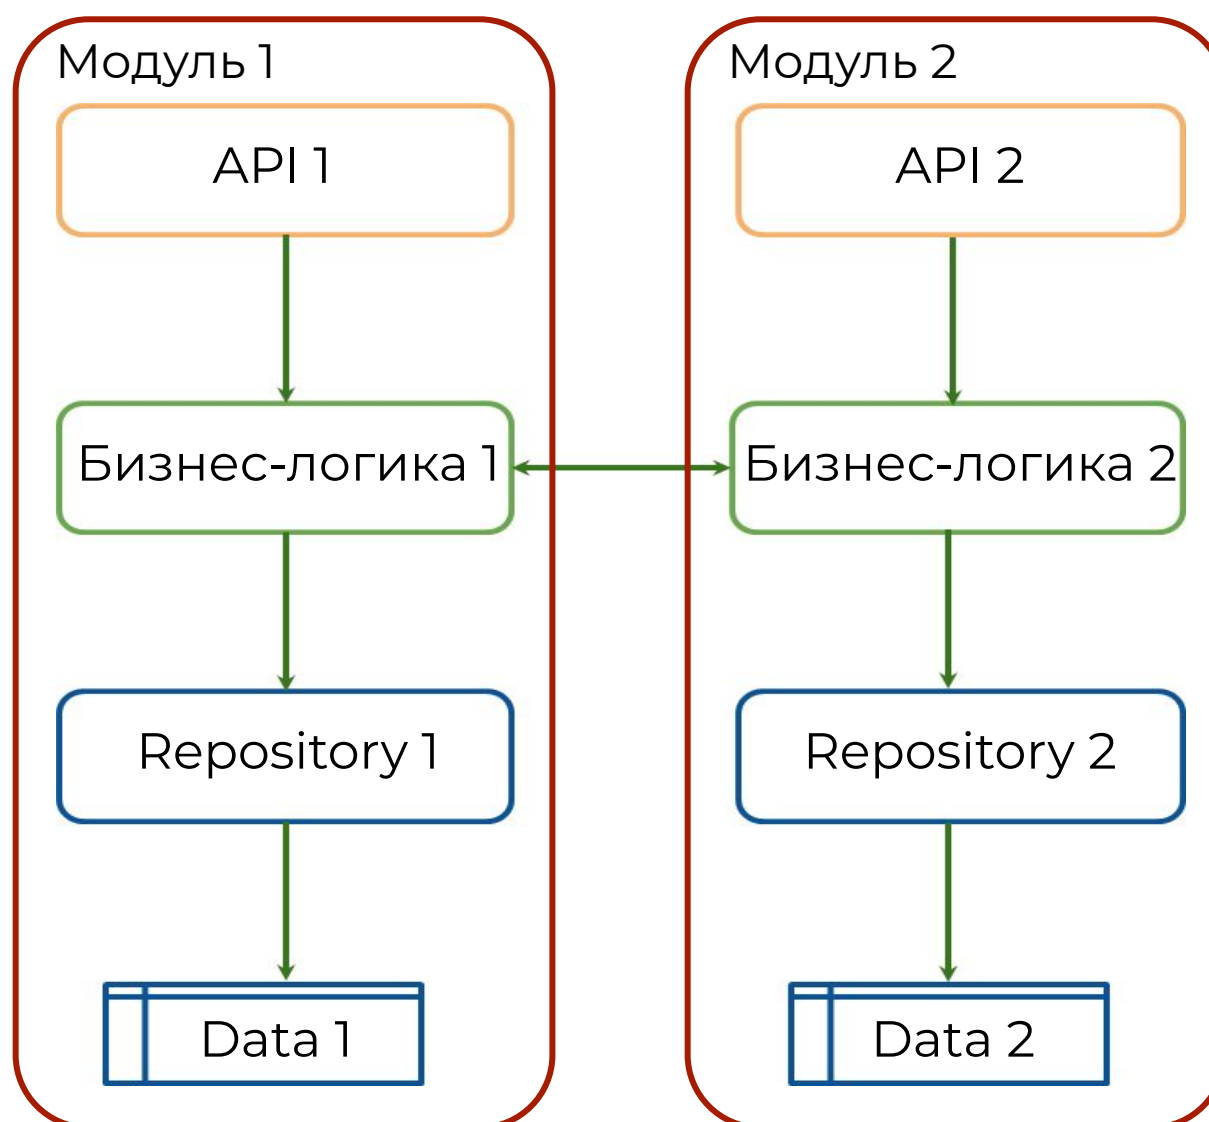 Модуль 1
API 1
Бизнес-логика 1
Repository 1
Data 1
Модуль 2
API 2
Бизнес-логика 2
Repository 2
Data 2